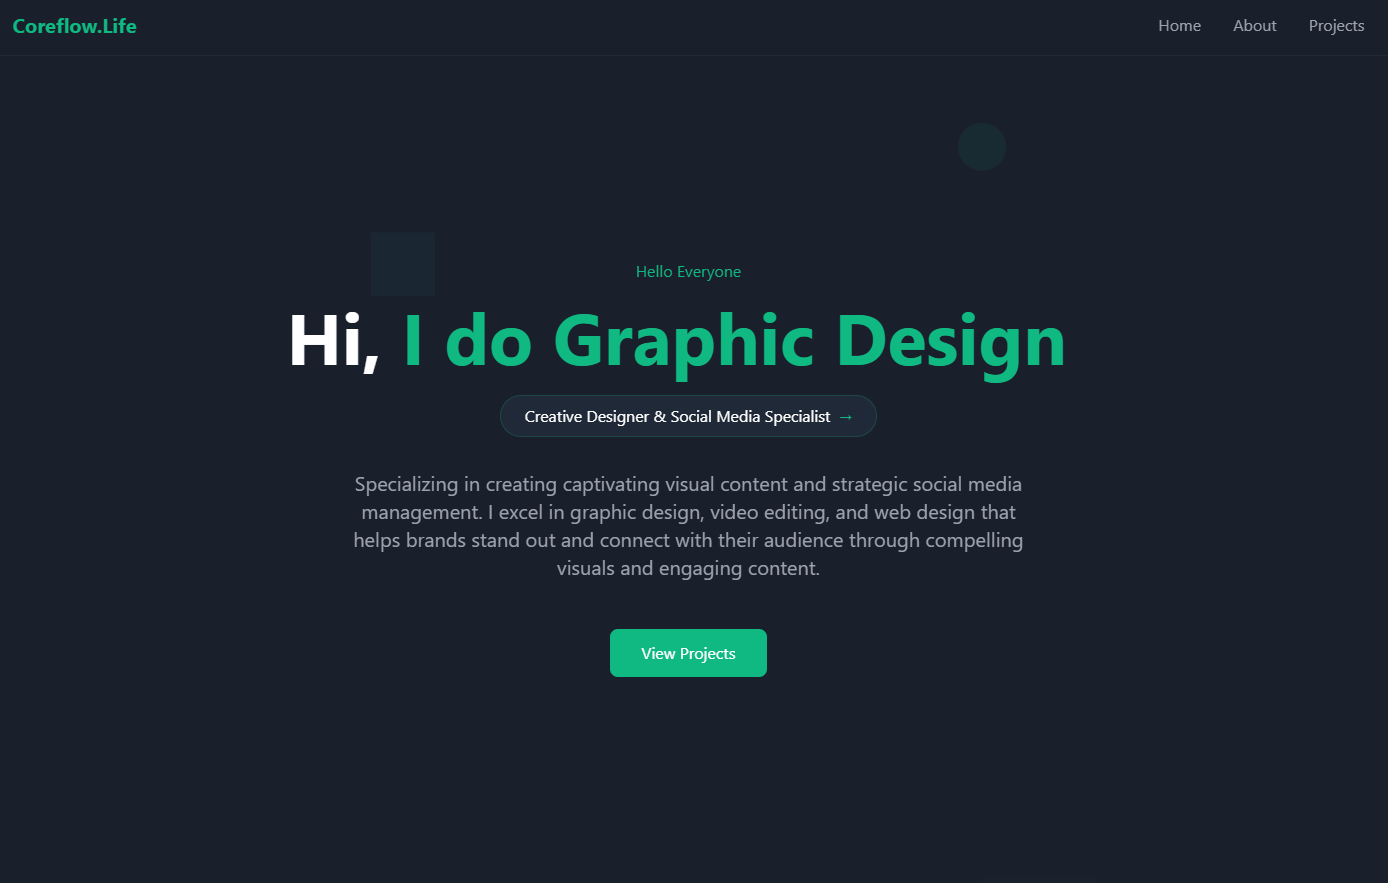 Coreflow.Life
Home About Projects
Hello Everyone
Hi, I do Graphic Design
Creative Designer & Social Media Specialist →
Specializing in creating captivating visual content and strategic social media
management. I excel in graphic design, video editing, and web design that
helps brands stand out and connect with their audience through compelling
visuals and engaging content.
View Projects